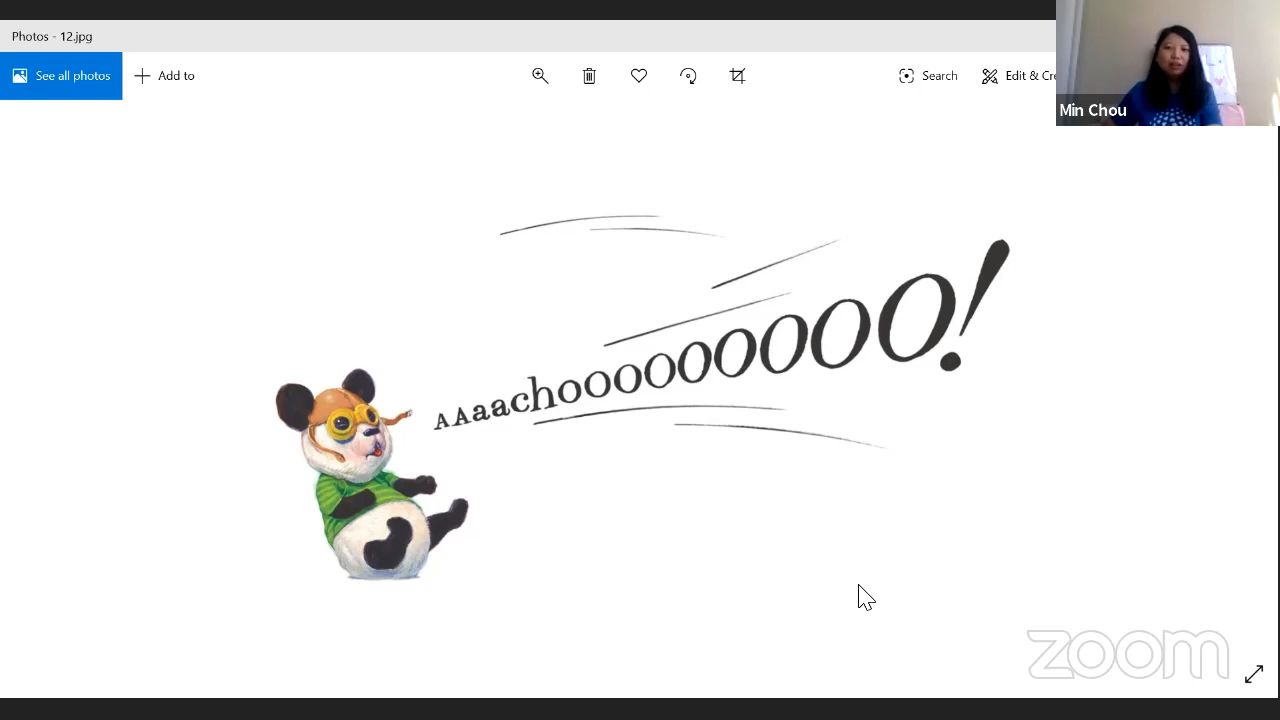 Photos - 12.jpg
See all photos
Add to
Search
Edit & Cre
Min Chou
AAaachooooooooo!
zoom